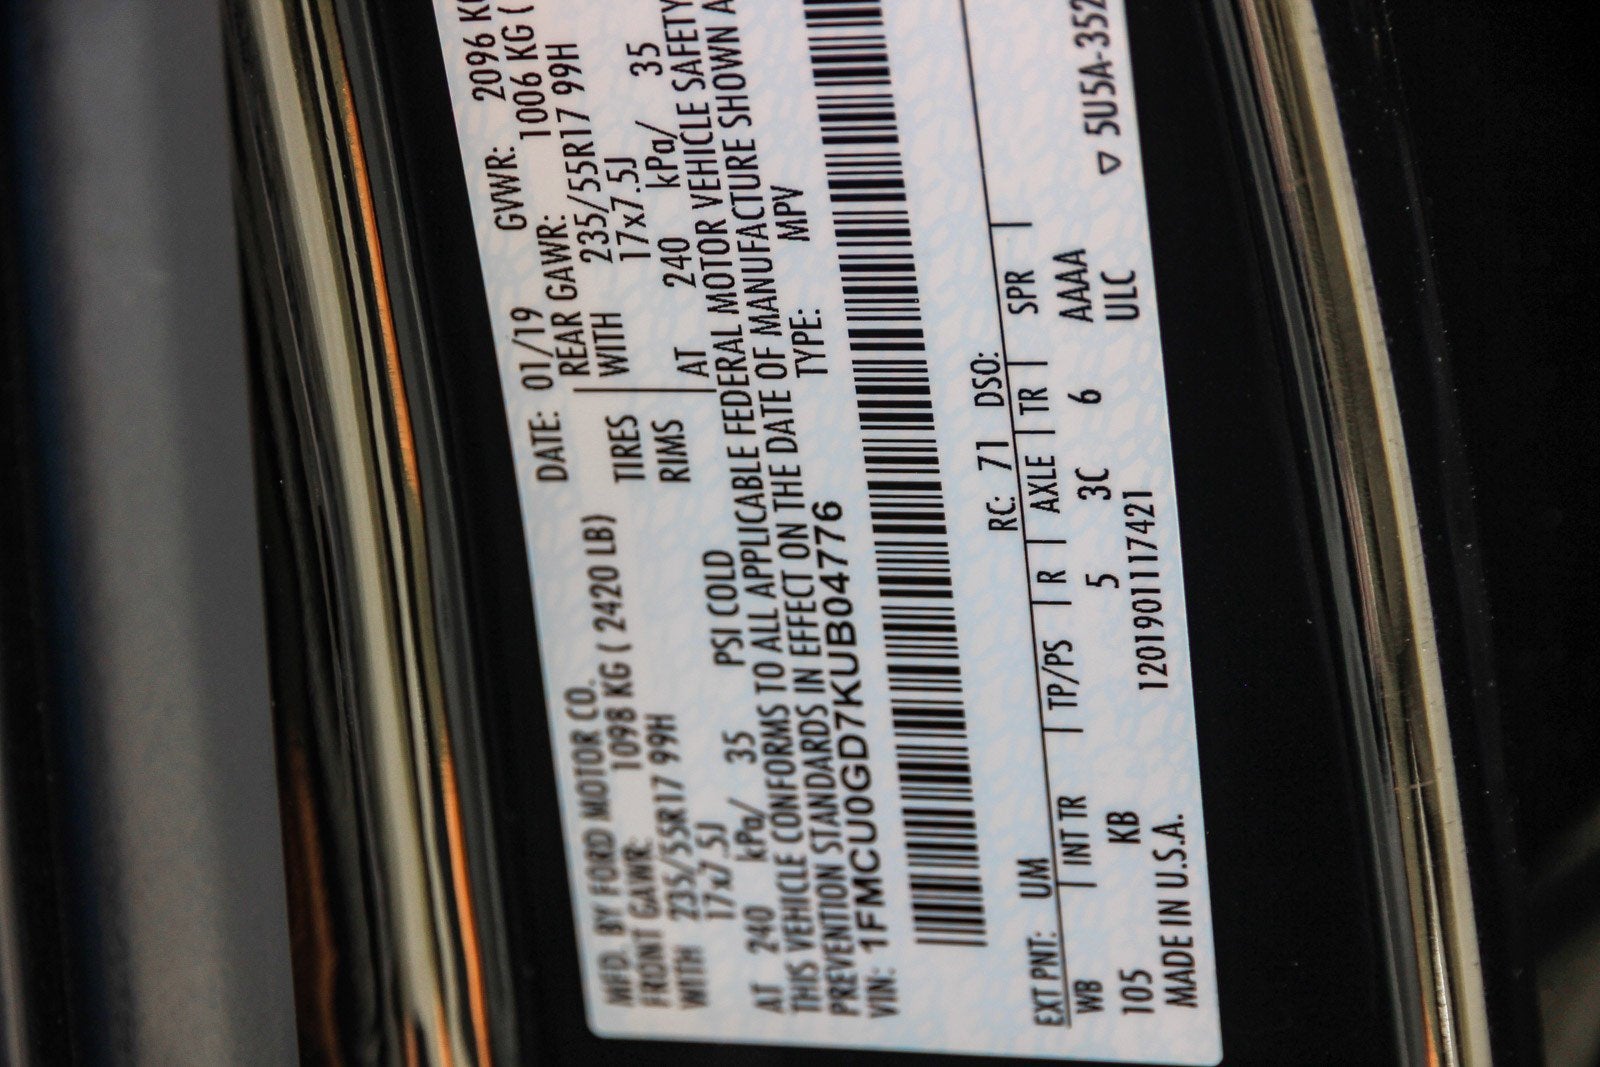 MFD. BY FORD MOTOR CO.
DATE: 01/19 GVWR: 2096 K
FRONT GAWR: 1098 KG ( 2420 LB)
REAR GAWR: 1006 KG (
WITH 235/55R17 99H
TIRES
WITH 235/55R17 99H
17x7.5J
RIMS
17x7.5J
AT 240 kPa/ 35 PSI COLD
AT 240 kPa/ 35
THIS VEHICLE CONFORMS TO ALL APPLICABLE FEDERAL MOTOR VEHICLE SAFETY
PREVENTION STANDARDS IN EFFECT ON THE DATE OF MANUFACTURE SHOWN A
VIN: 1FMCU0GD7KUB04776
TYPE: MPV
EXT PNT: UM RC: 71 DSO:
WB | INT TR | TP/PS | R | AXLE | TR | SPR |
105 KB 5 3C 6 AAAA
MADE IN U.S.A. 1201901117421 ULC ▽ 5U5A-352